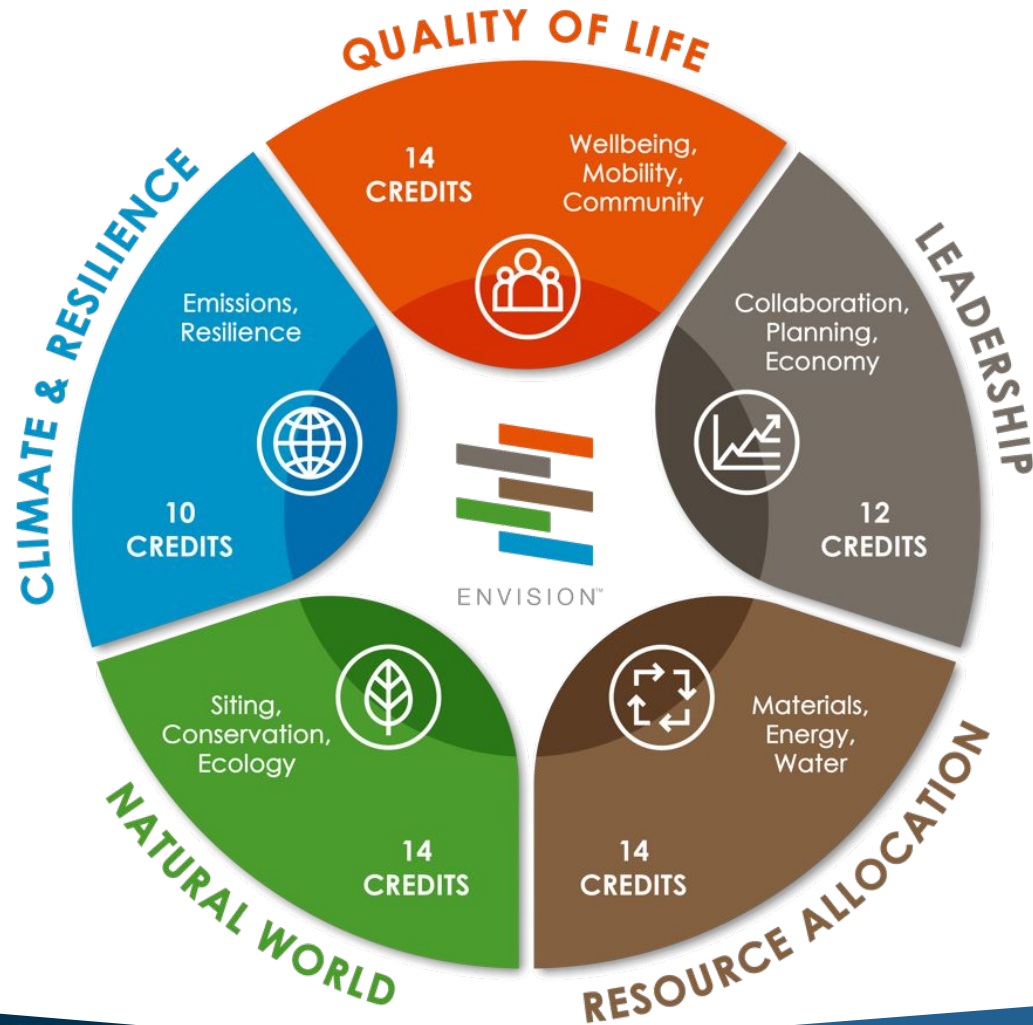 QUALITY OF LIFE
14
CREDITS
Wellbeing,
Mobility,
Community
LEADERSHIP
Collaboration,
Planning,
Economy
12
CREDITS
RESOURCE ALLOCATION
Materials,
Energy,
Water
14
CREDITS
NATURAL WORLD
Siting,
Conservation,
Ecology
14
CREDITS
CLIMATE & RESILIENCE
Emissions,
Resilience
10
CREDITS
ENVISION™